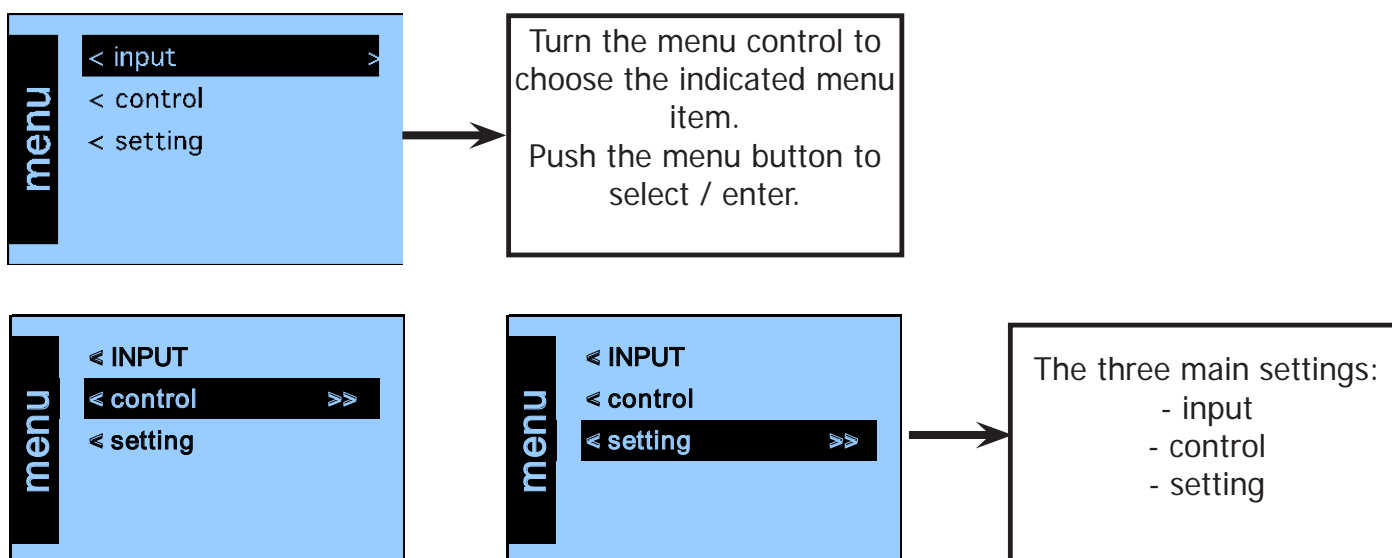 menu
< input >
< control
< setting
Turn the menu control to
choose the indicated menu
item.
Push the menu button to
select / enter.
menu
< INPUT
< control >>
< setting
menu
< INPUT
< control
< setting >>
The three main settings:
- input
- control
- setting